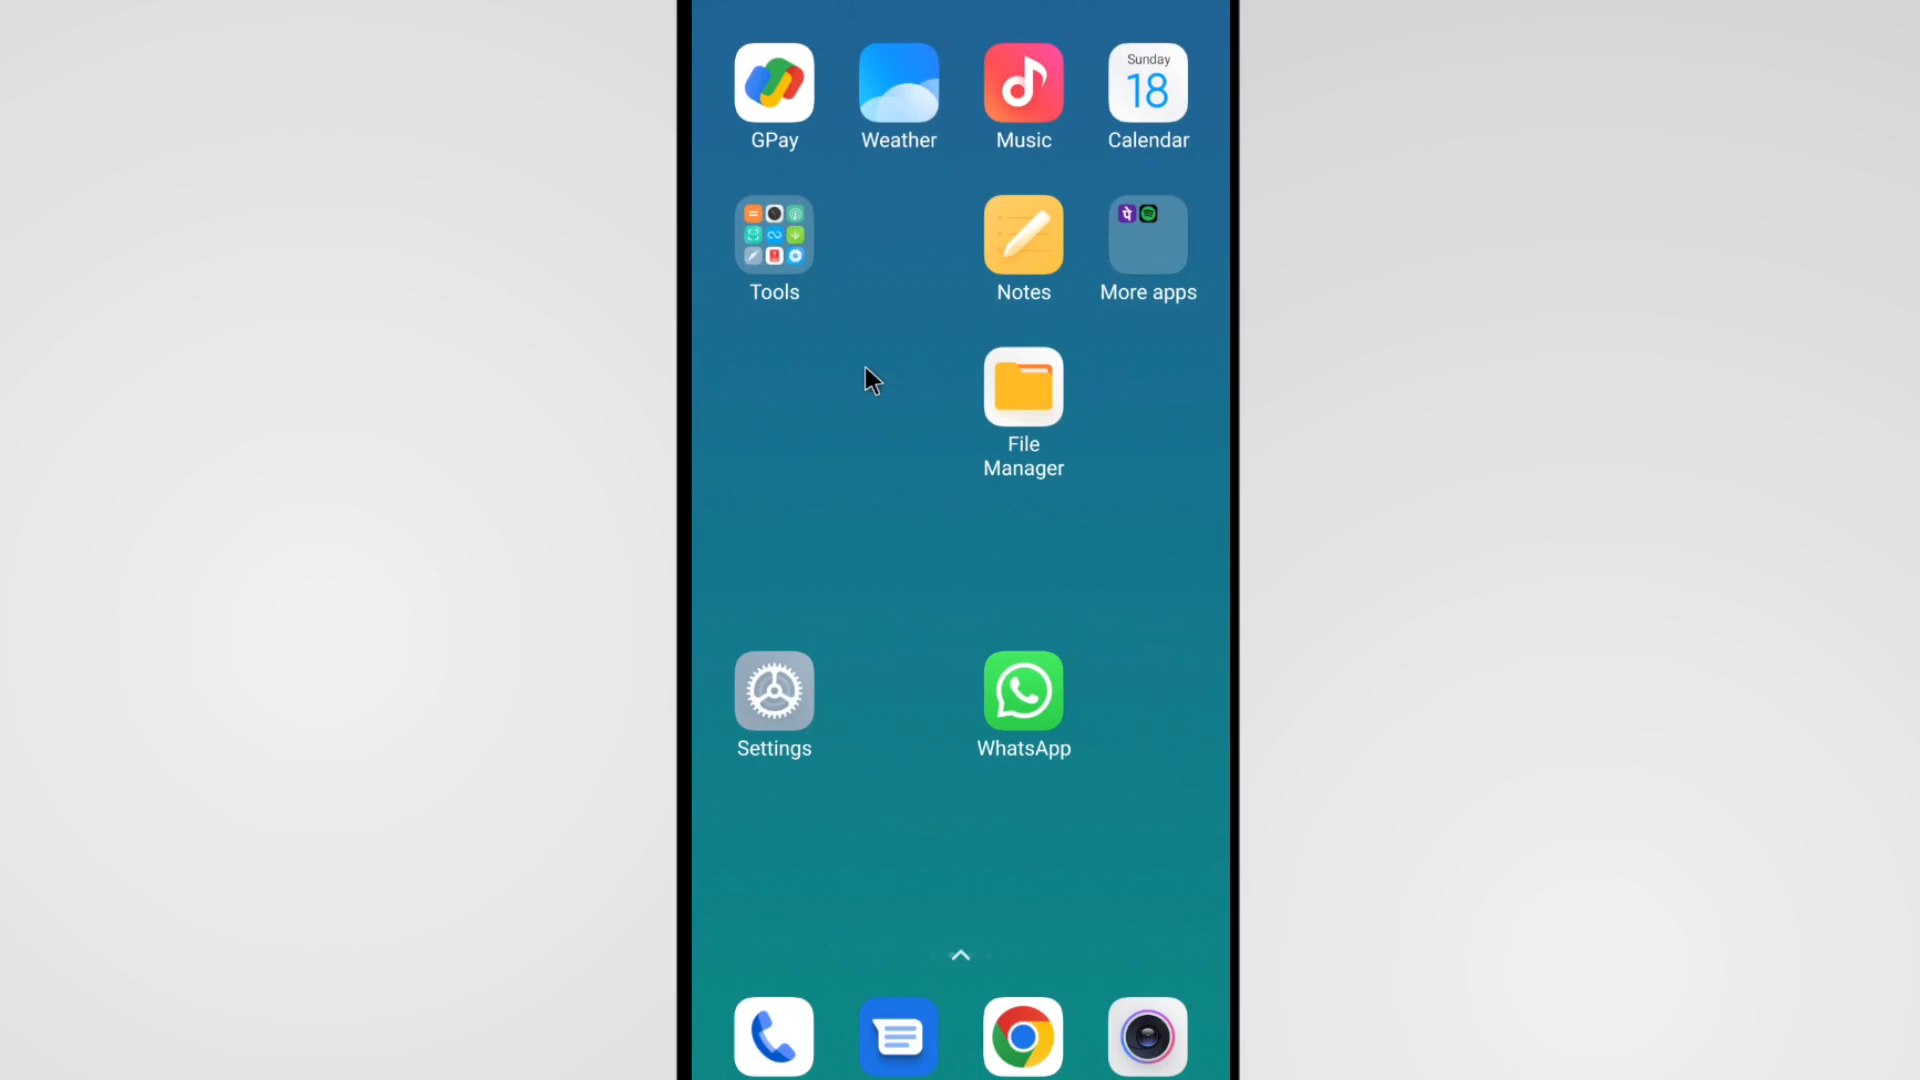 Sunday
18
GPay
Weather
Music
Calendar
पे
Tools
Notes
More apps
File
Manager
Settings
WhatsApp